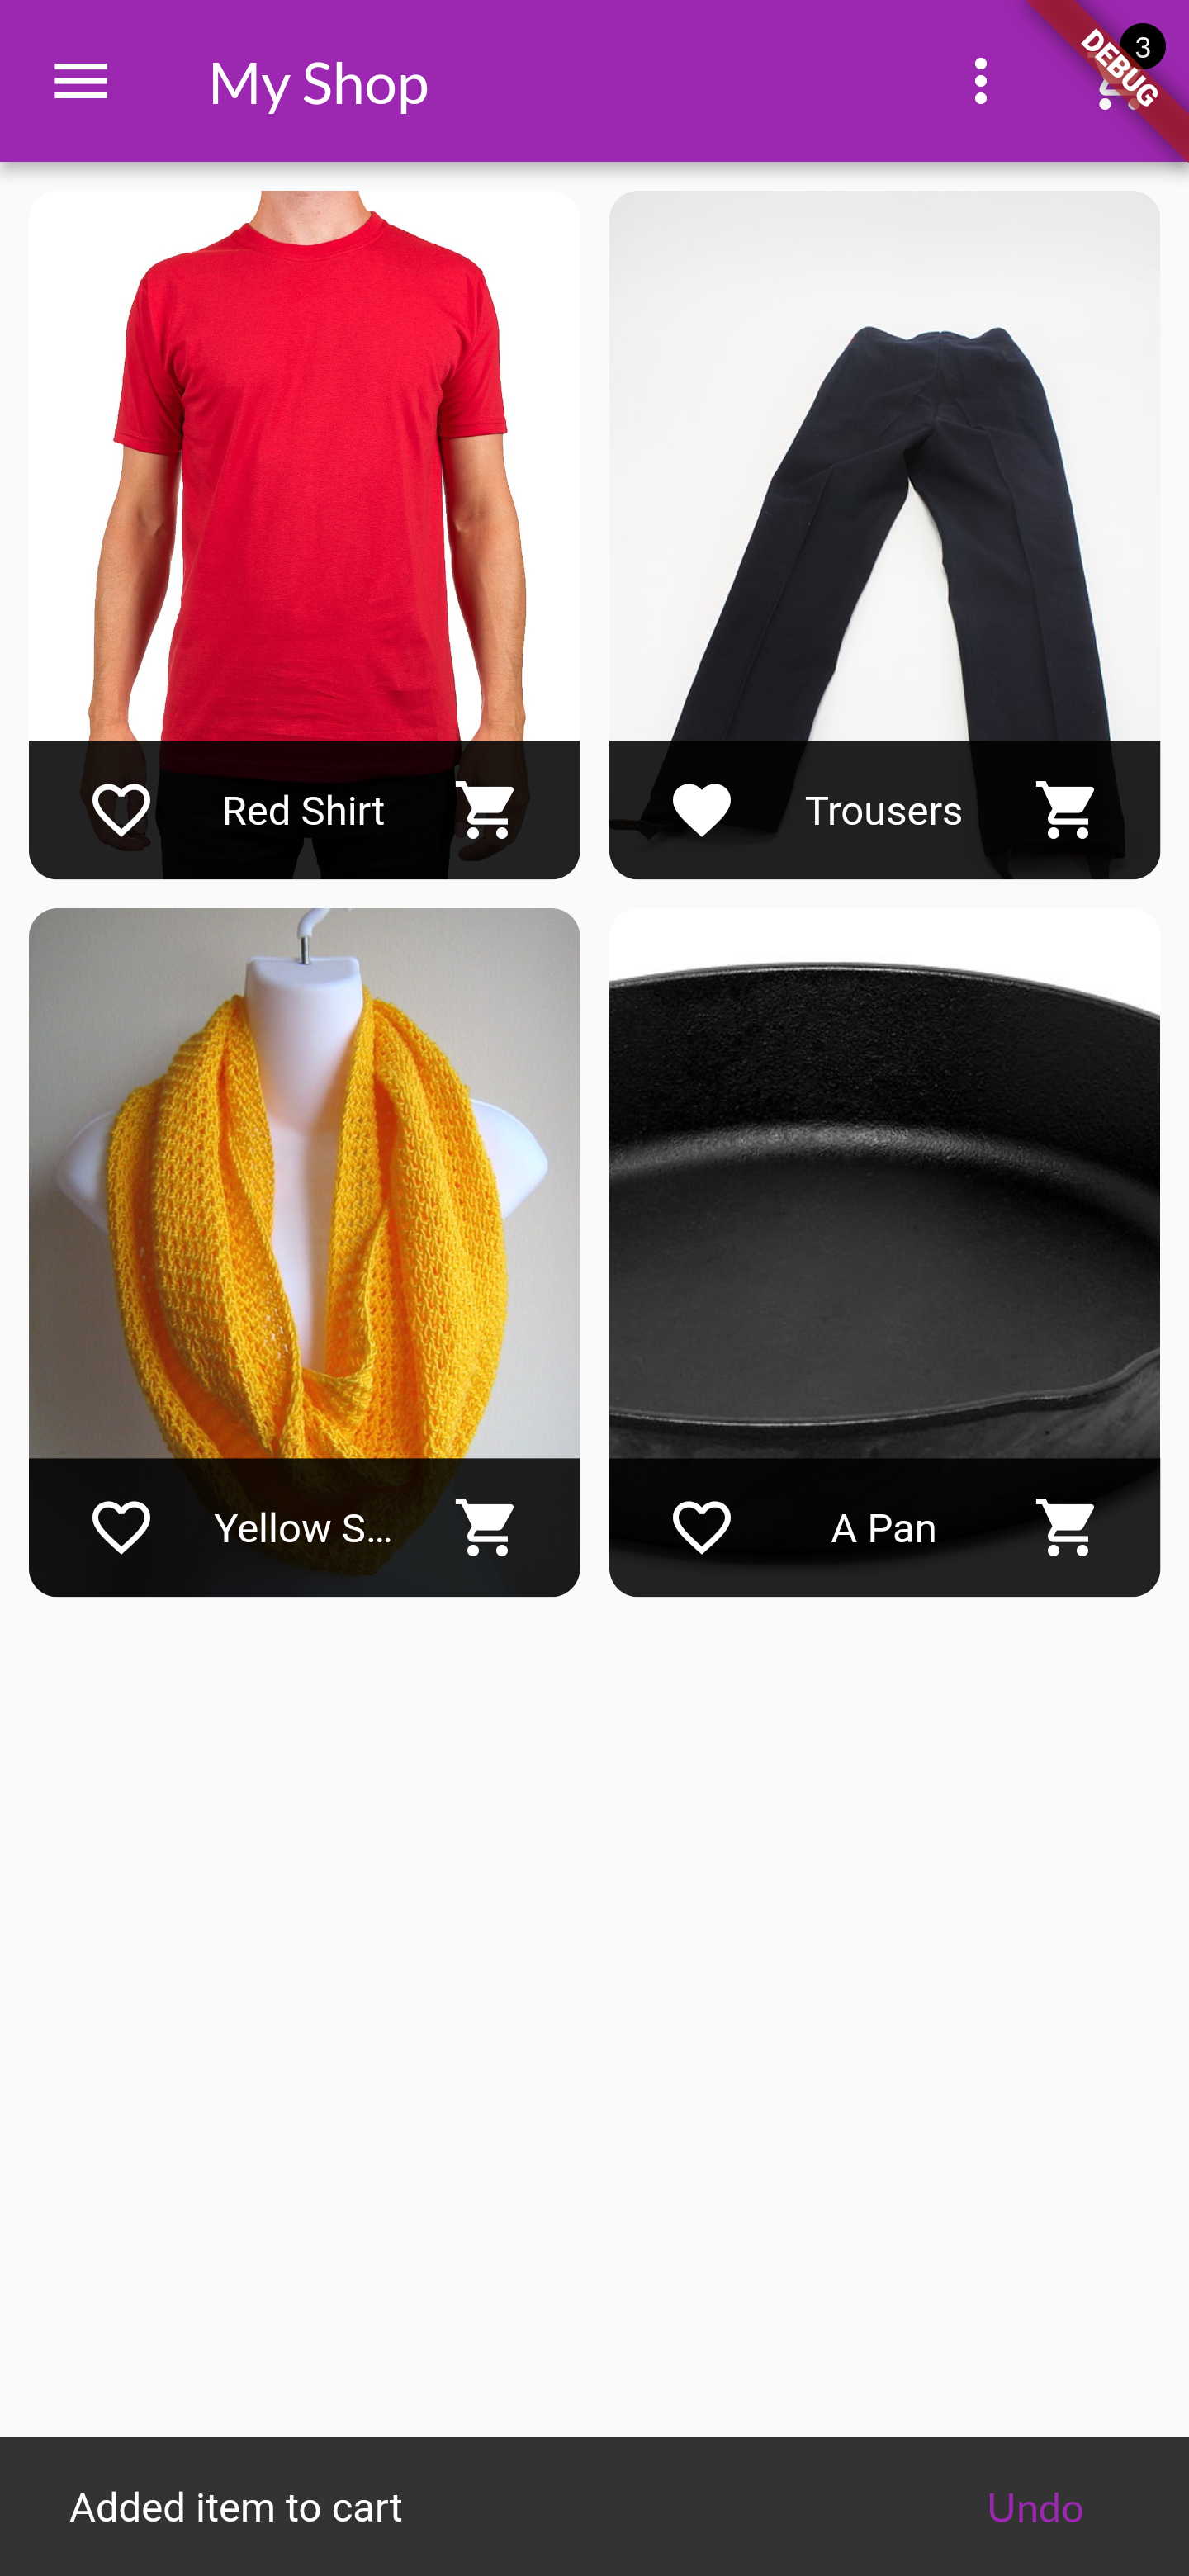 My Shop
3
DEBUG
Red Shirt
Trousers
Yellow S...
A Pan
Added item to cart
Undo